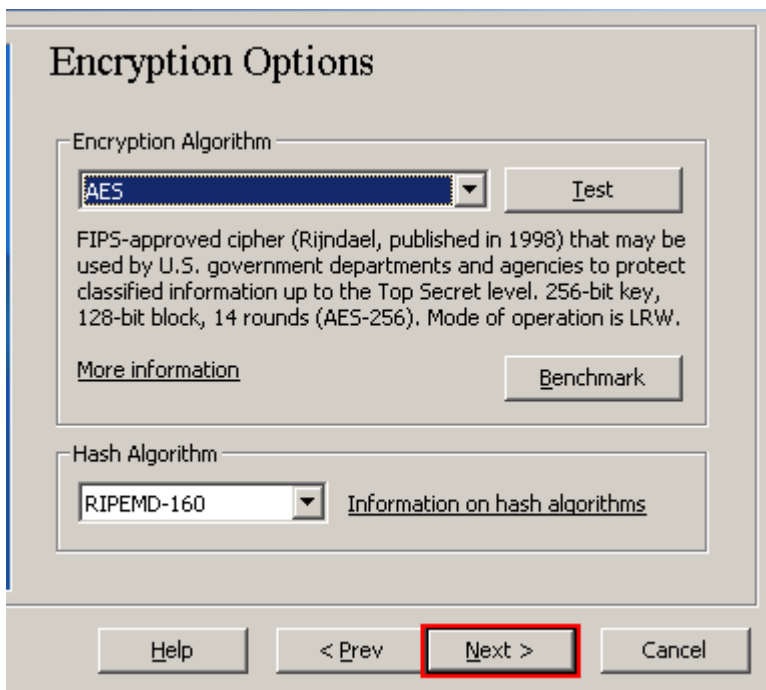 Encryption Options
Encryption Algorithm
AES
Test
FIPS-approved cipher (Rijndael, published in 1998) that may be
used by U.S. government departments and agencies to protect
classified information up to the Top Secret level. 256-bit key,
128-bit block, 14 rounds (AES-256). Mode of operation is LRW.
More information
Benchmark
Hash Algorithm
RIPEMD-160
Information on hash algorithms
Help
< Prev
Next >
Cancel